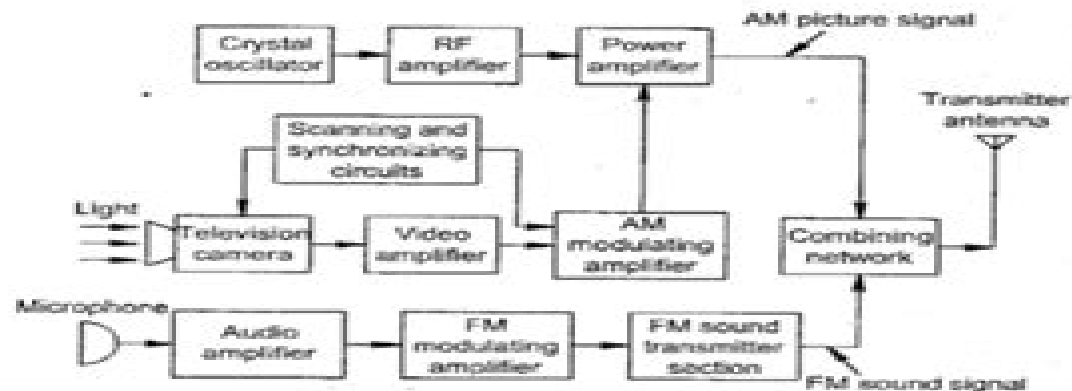 AM picture signal
Crystal
oscillator
RF
amplifier
Power
amplifier
Transmitter
antenna
Scanning and
synchronizing
circuits
Light
Television
camera
Video
amplifier
AM
modulating
amplifier
Combining
network
Microphone
Audio
amplifier
FM
modulating
amplifier
FM sound
transmitter
section
FM sound signal